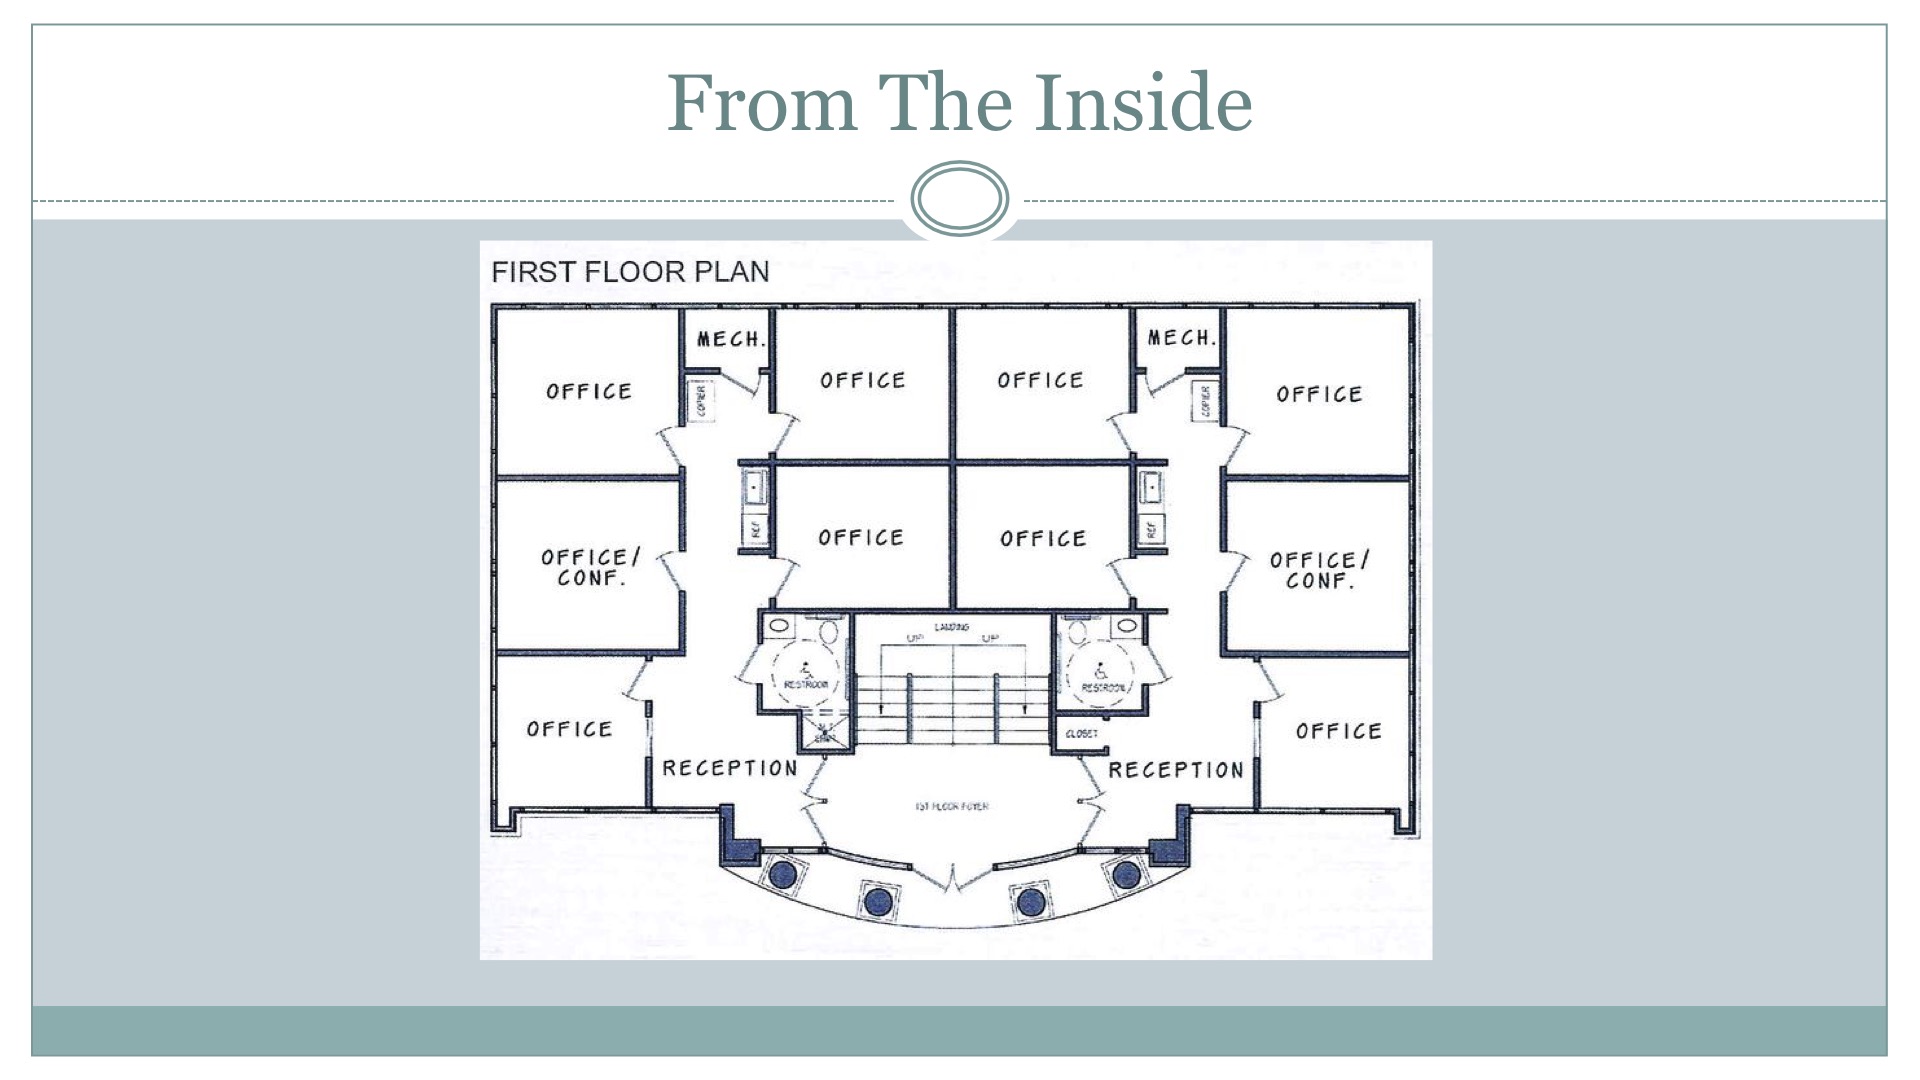 From The Inside
FIRST FLOOR PLAN
MECH.
MECH.
OFFICE
OFFICE
OFFICE
OFFICE
COPIER
COPIER
OFFICE
OFFICE
REF
REF
OFFICE/
CONF.
OFFICE/
CONF.
LANDING
UP
UP
RESTROOM
RESTROOM
OFFICE
CLOSET
OFFICE
RECEPTION
RECEPTION
1ST FLOOR FOYER